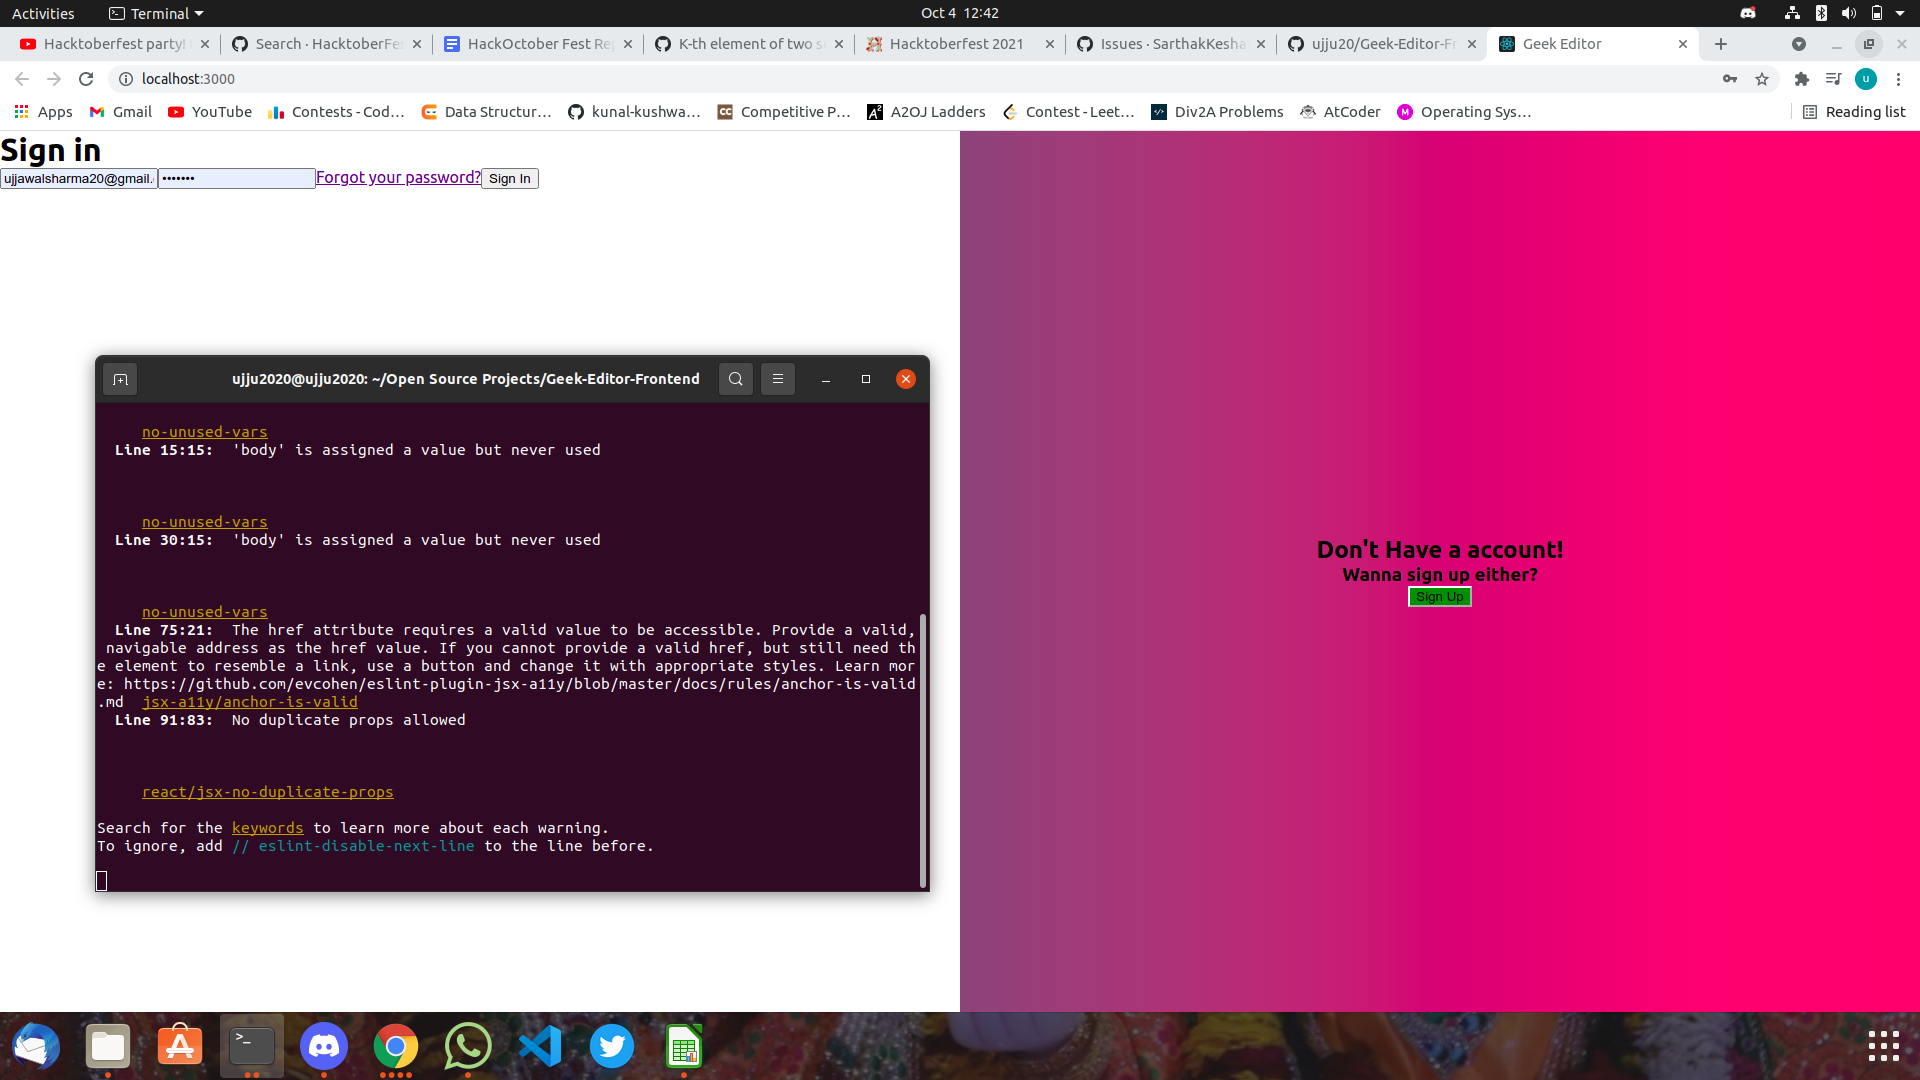 Activities
Terminal
Oct 4 12:42
Hacktoberfest party!
Search · HacktoberFes
HackOctober Fest Rep
K-th element of two s
Hacktoberfest 2021
Issues · SarthakKesha
ujju20/Geek-Editor-Fr
Geek Editor
localhost:3000
u
Apps
Gmail
YouTube
Contests - Cod…
Data Structur…
kunal-kushwa…
Competitive P…
A2OJ Ladders
Contest - Leet…
Div2A Problems
AtCoder
Operating Sys…
Reading list
Sign in
ujjawalsharma20@gmail.
•••••••
Forgot your password?
Sign In
ujju2020@ujju2020: ~/Open Source Projects/Geek-Editor-Frontend
no-unused-vars
Line 15:15:  'body' is assigned a value but never used
no-unused-vars
Line 30:15:  'body' is assigned a value but never used
no-unused-vars
Line 75:21:  The href attribute requires a valid value to be accessible. Provide a valid,
navigable address as the href value. If you cannot provide a valid href, but still need th
e element to resemble a link, use a button and change it with appropriate styles. Learn mor
e: https://github.com/evcohen/eslint-plugin-jsx-a11y/blob/master/docs/rules/anchor-is-valid
.md  jsx-a11y/anchor-is-valid
Line 91:83:  No duplicate props allowed
react/jsx-no-duplicate-props
Search for the keywords to learn more about each warning.
To ignore, add // eslint-disable-next-line to the line before.
Don't Have a account!
Wanna sign up either?
Sign Up